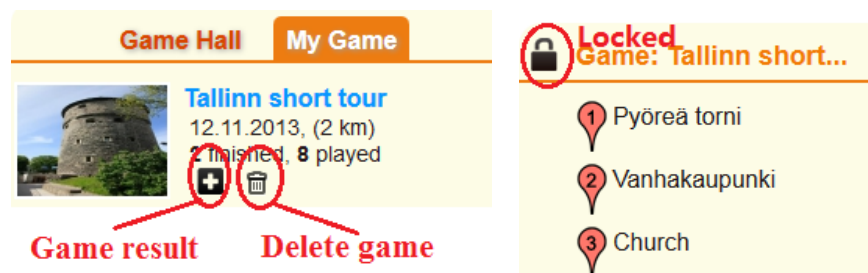 Game Hall
My Game
Tallinn short tour
12.11.2013, (2 km)
2 finished, 8 played
Game result
Delete game
Locked
Game: Tallinn short...
1 Pyöreä torni
2 Vanhakaupunki
3 Church